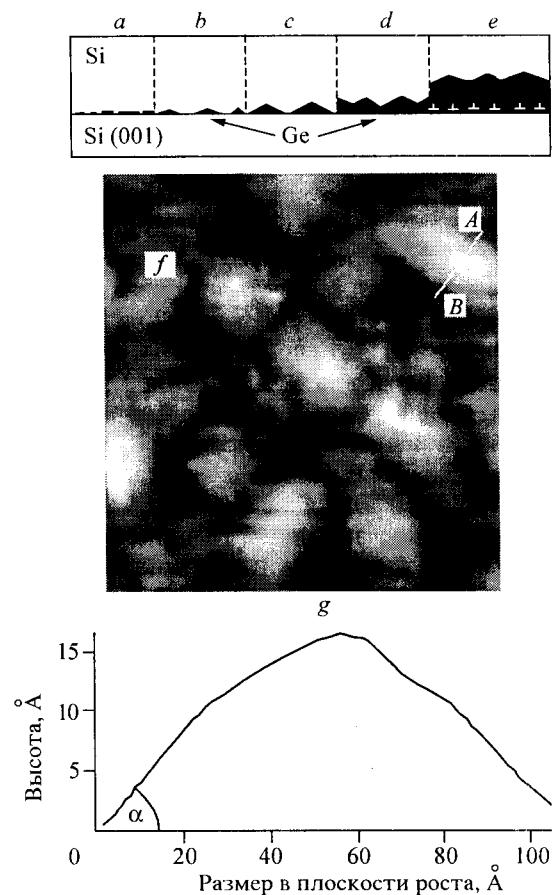 a b c d e
Si
Si (001)
Ge
A
f
B
g
15
10
5
α
Высота, Å
0 20 40 60 80 100
Размер в плоскости роста, Å